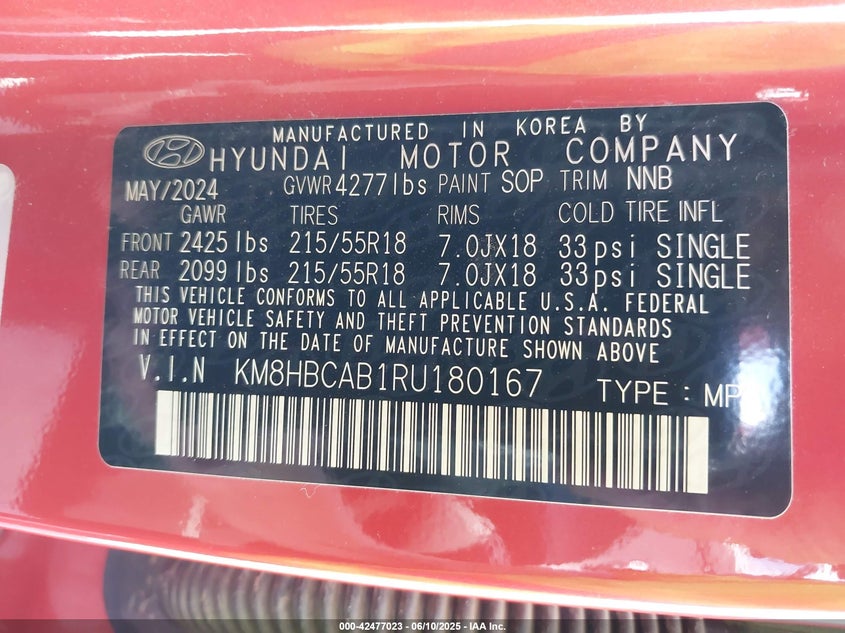 MANUFACTURED IN KOREA BY
HYUNDAI MOTOR COMPANY
MAY/2024 GVWR 4277lbs PAINT SOP TRIM NNB
GAWR TIRES RIMS COLD TIRE INFL
FRONT 2425lbs 215/55R18 7.0JX18 33psi SINGLE
REAR 2099lbs 215/55R18 7.0JX18 33psi SINGLE
THIS VEHICLE CONFORMS TO ALL APPLICABLE U.S.A. FEDERAL
MOTOR VEHICLE SAFETY AND THEFT PREVENTION STANDARDS
IN EFFECT ON THE DATE OF MANUFACTURE SHOWN ABOVE
V.I.N KM8HBCAB1RU180167 TYPE : MP
000-42477023 - 06/10/2025 - IAA Inc.